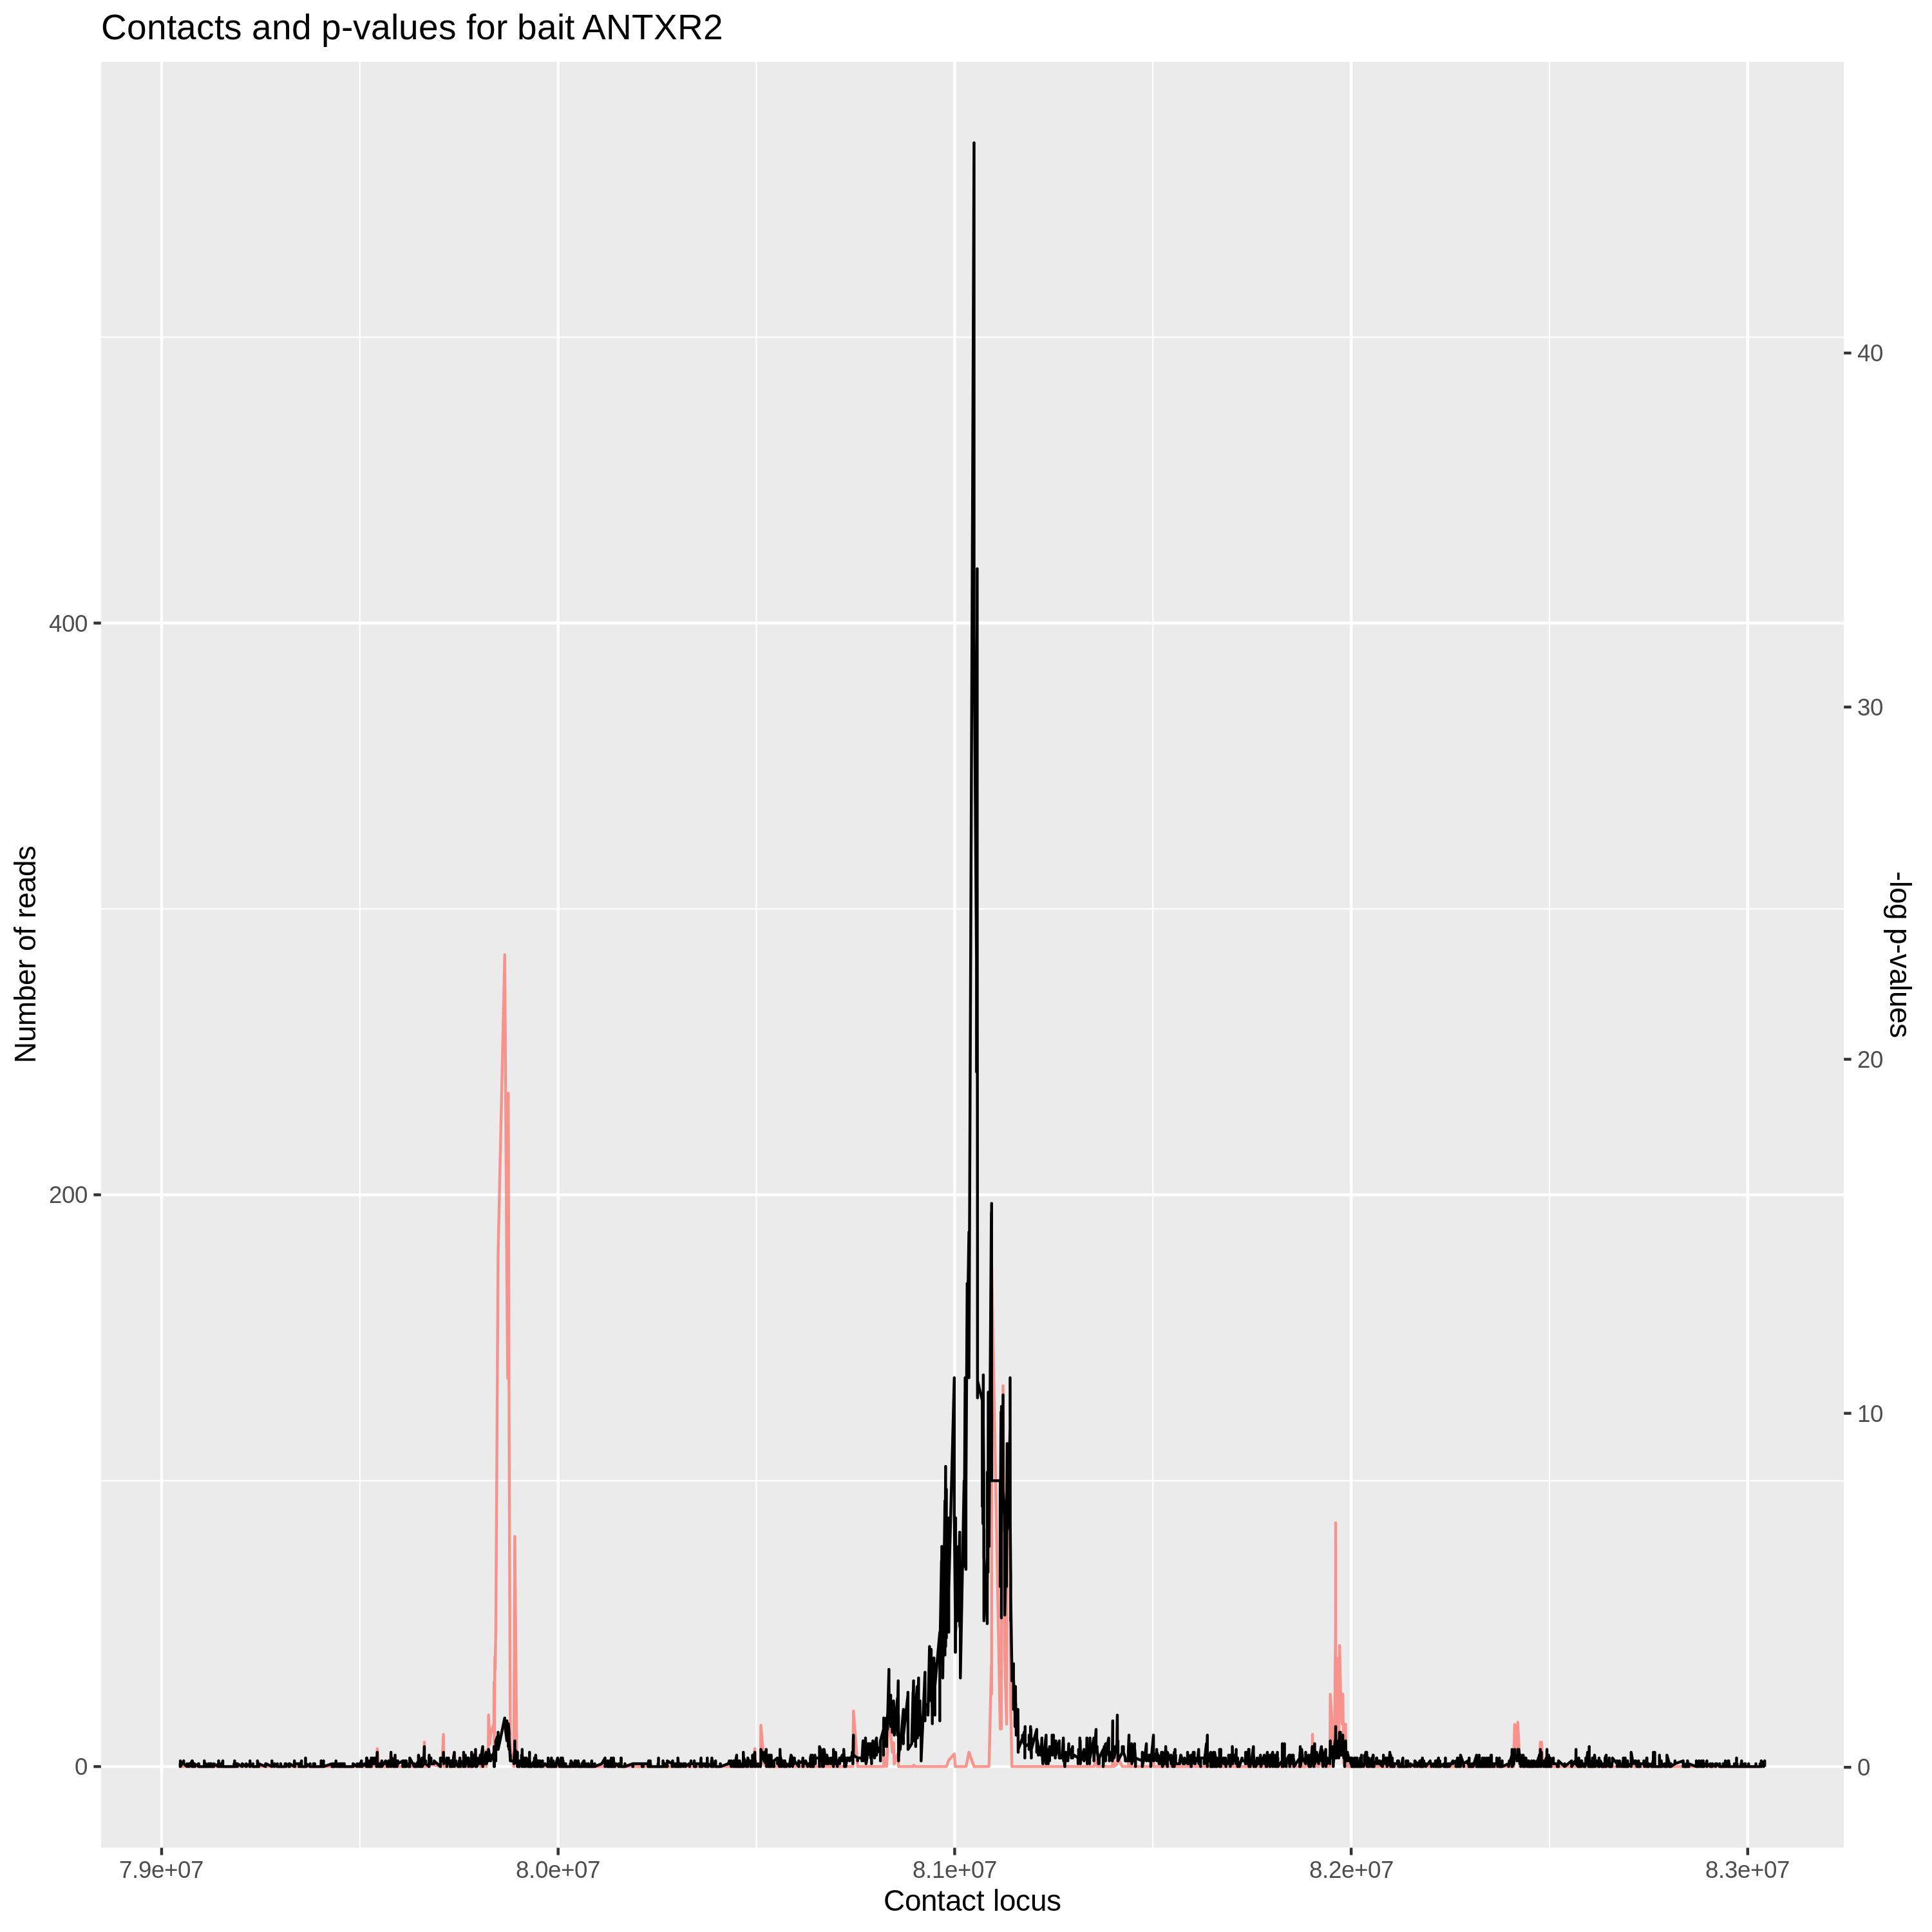 Contacts and p-values for bait ANTXR2
Number of reads
400
200
0
-log p-values
40
30
20
10
0
7.9e+07
8.0e+07
8.1e+07
8.2e+07
8.3e+07
Contact locus